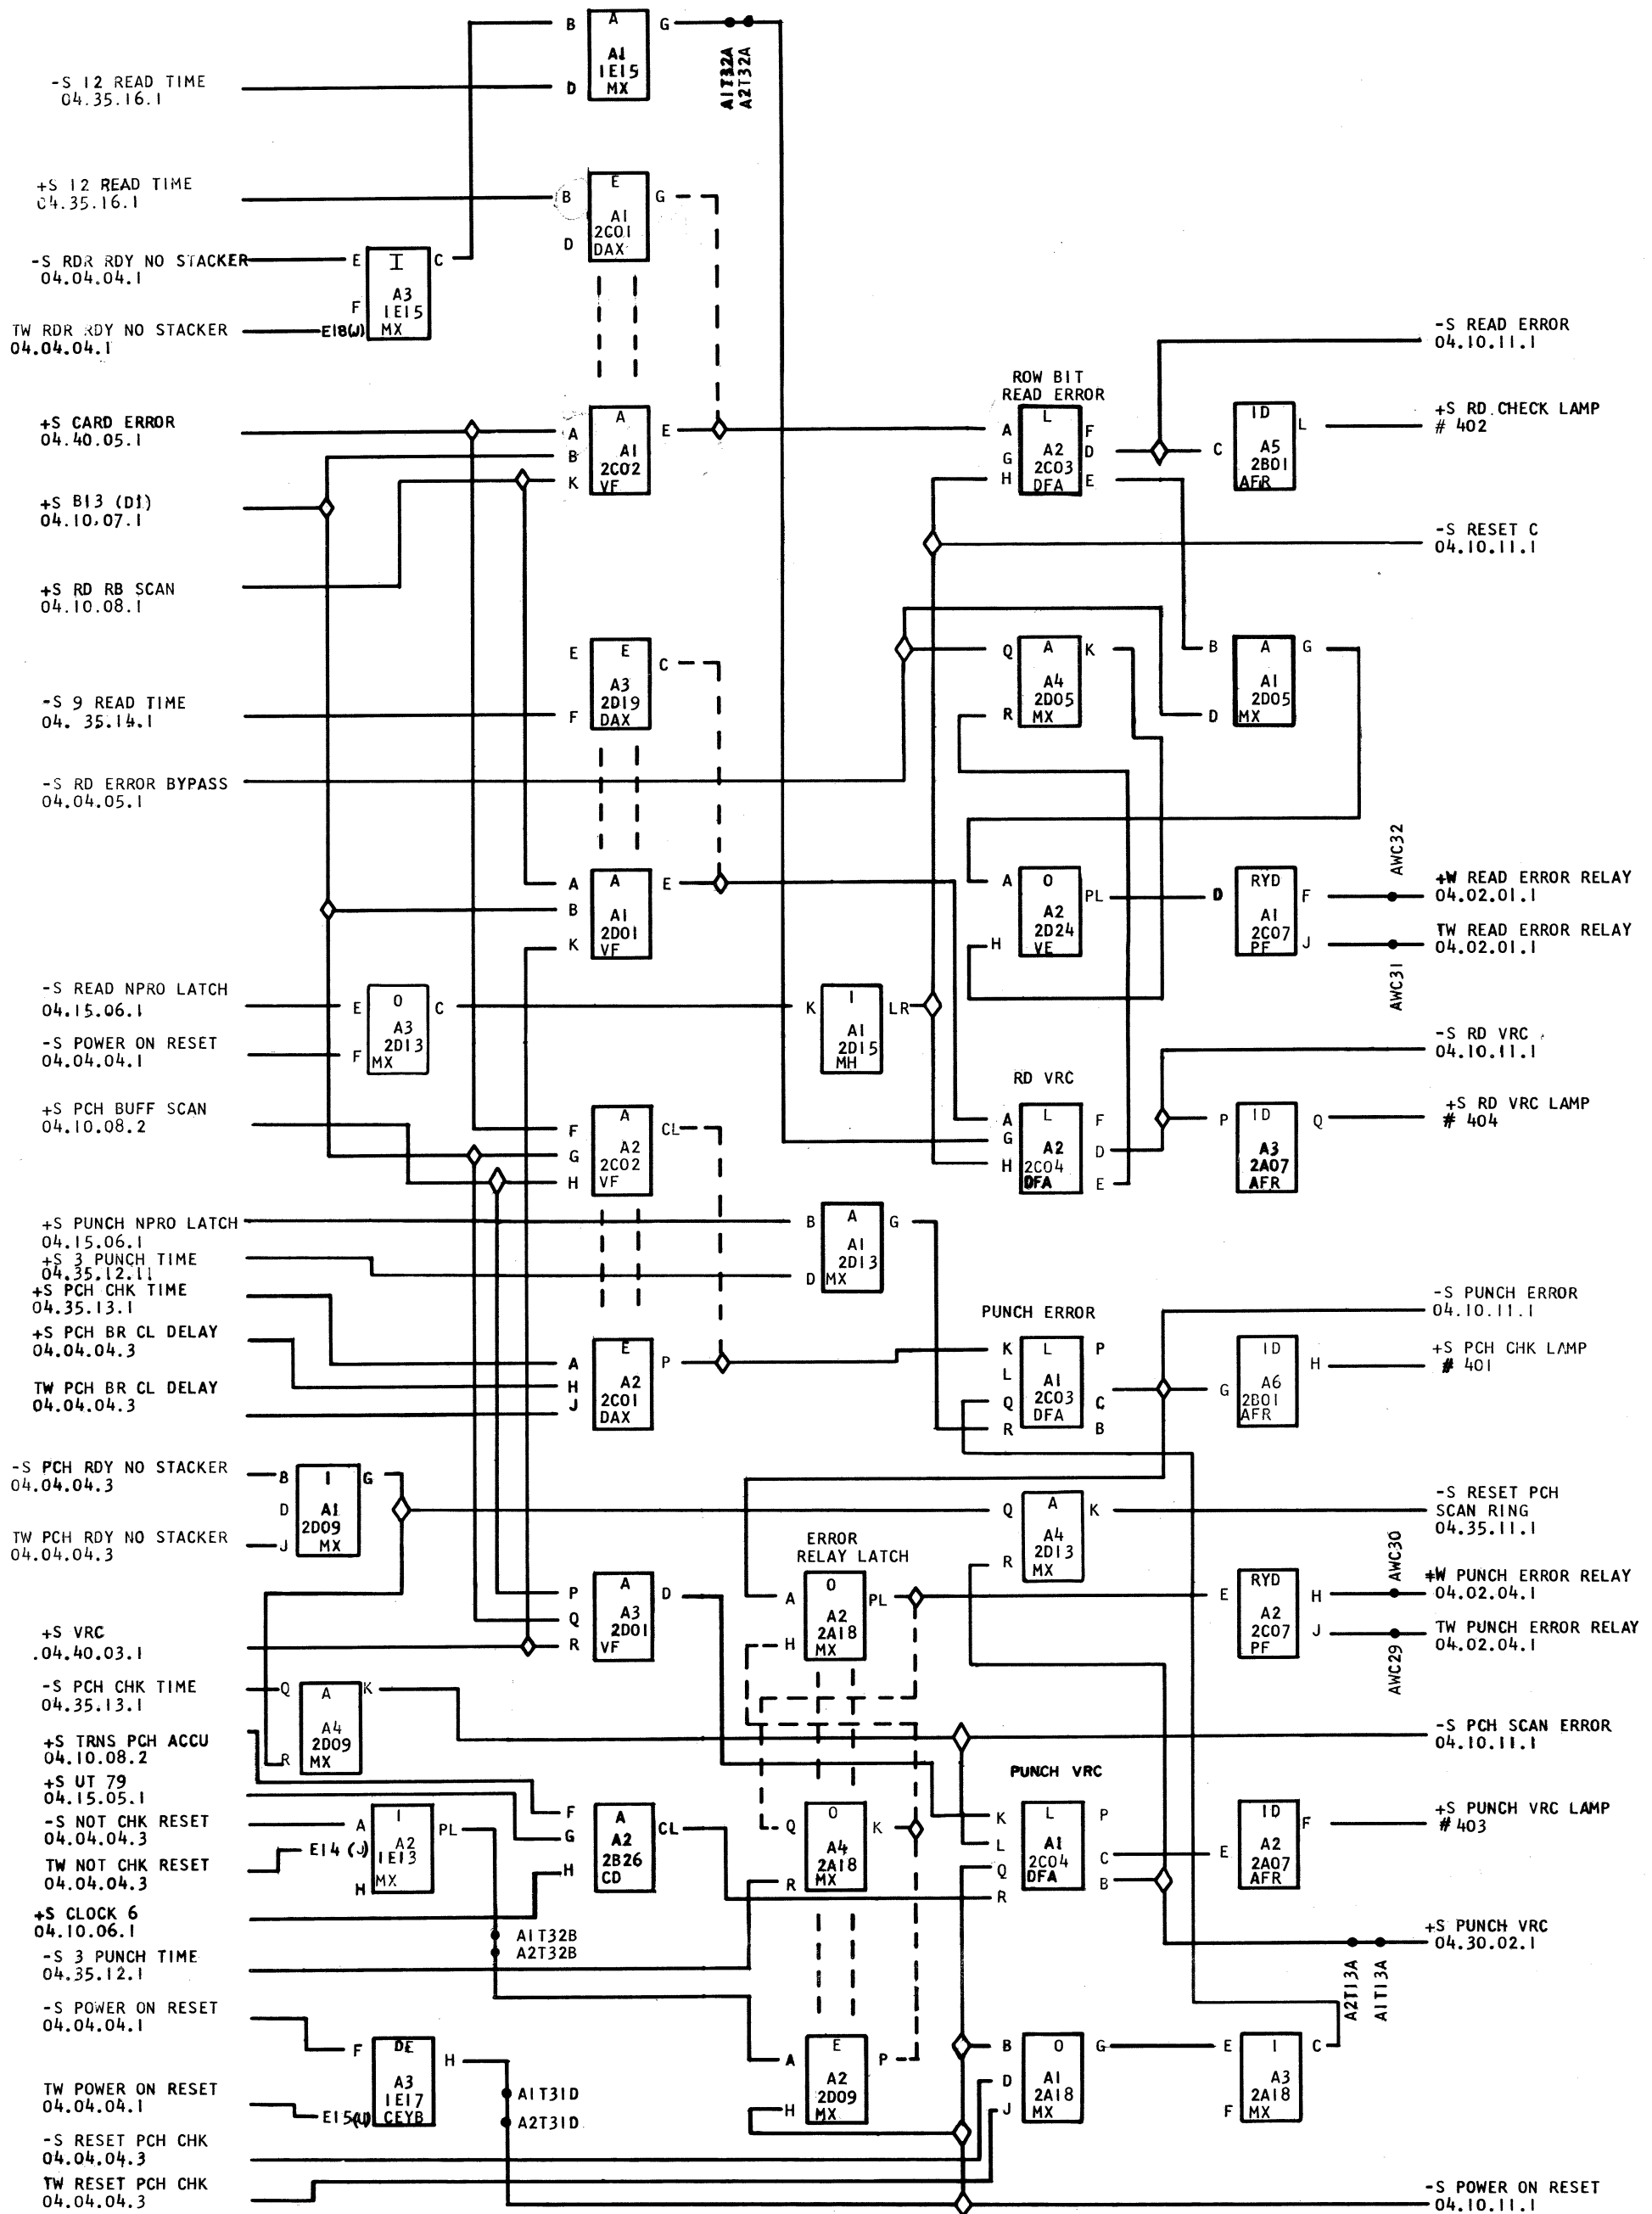 B A G
A1
1E15
D MX
A1T32A
A2T32A
-S 12 READ TIME
04.35.16.1
+S 12 READ TIME
04.35.16.1
B E G
A1
2C01
D DAX
-S RDR RDY NO STACKER
04.04.04.1
E I C
A3
F 1E15
E18(J) MX
TW RDR RDY NO STACKER
04.04.04.1
-S READ ERROR
04.10.11.1
ROW BIT
READ ERROR
+S CARD ERROR
04.40.05.1
A A E
B A1
2C02
K VF
A L F
G A2 D
2C03
H DFA E
C ID L
A5
2B01
AFR
+S RD CHECK LAMP
# 402
+S B13 (D1)
04.10.07.1
-S RESET C
04.10.11.1
+S RD RB SCAN
04.10.08.1
E E C
A3
2D19
F DAX
Q A K
A4
2D05
R MX
B A G
A1
2D05
D MX
-S 9 READ TIME
04. 35.14.1
-S RD ERROR BYPASS
04.04.05.1
AWC32
A A E
B A1
2D01
K VF
A O PL
A2
2D24
H VE
D RYD F
A1
2C07 J
PF
+W READ ERROR RELAY
04.02.01.1
TW READ ERROR RELAY
04.02.01.1
AWC31
-S READ NPRO LATCH
04.15.06.1
-S POWER ON RESET
04.04.04.1
E O C
A3
2D13
F MX
K I LR
A1
2D15
MH
-S RD VRC
04.10.11.1
RD VRC
+S PCH BUFF SCAN
04.10.08.2
F A CL
G A2
2C02
H VF
A L F
G A2 D
H 2C04
DFA E
P ID Q
A3
2A07
AFR
+S RD VRC LAMP
# 404
+S PUNCH NPRO LATCH
04.15.06.1
+S 3 PUNCH TIME
04.35.12.11
B A G
A1
2D13
D MX
+S PCH CHK TIME
04.35.13.1
+S PCH BR CL DELAY
04.04.04.3
TW PCH BR CL DELAY
04.04.04.3
A E P
H A2
J 2C01
DAX
PUNCH ERROR
K L P
L A1
Q 2C03 C
R DFA B
-S PUNCH ERROR
04.10.11.1
G ID H
A6
2B01
AFR
+S PCH CHK LAMP
# 401
-S PCH RDY NO STACKER
04.04.04.3
B I G
D A1
2D09
J MX
TW PCH RDY NO STACKER
04.04.04.3
Q A K
A4
2D13
R MX
-S RESET PCH
SCAN RING
04.35.11.1
ERROR
RELAY LATCH
A O PL
A2
2A18
H MX
AWC30
E RYD H
A2
2C07 J
PF
+W PUNCH ERROR RELAY
04.02.04.1
TW PUNCH ERROR RELAY
04.02.04.1
AWC29
P A D
Q A3
2D01
R VF
+S VRC
.04.40.03.1
-S PCH CHK TIME
04.35.13.1
Q A K
A4
2D09
R MX
-S PCH SCAN ERROR
04.10.11.1
+S TRNS PCH ACCU
04.10.08.2
+S UT 79
04.15.05.1
-S NOT CHK RESET
04.04.04.3
TW NOT CHK RESET
04.04.04.3
A I PL
E14 (J) A2
1E13
H MX
F A CL
G A2
2B26
H CD
Q O K
A4
2A18
R MX
PUNCH VRC
K L P
L A1
Q 2C04 C
DFA B
R
E ID F
A2
2A07
AFR
+S PUNCH VRC LAMP
# 403
+S CLOCK 6
04.10.06.1
A1T32B
A2T32B
-S 3 PUNCH TIME
04.35.12.1
+S PUNCH VRC
04.30.02.1
A2T13A
A1T13A
-S POWER ON RESET
04.04.04.1
F DE H
A3
1E17
E15(J) CEYB
TW POWER ON RESET
04.04.04.1
A1T31D
A2T31D
A E P
A2
2D09
H MX
B O G
D A1
2A18
J MX
E I C
A3
2A18
F MX
-S RESET PCH CHK
04.04.04.3
TW RESET PCH CHK
04.04.04.3
-S POWER ON RESET
04.10.11.1